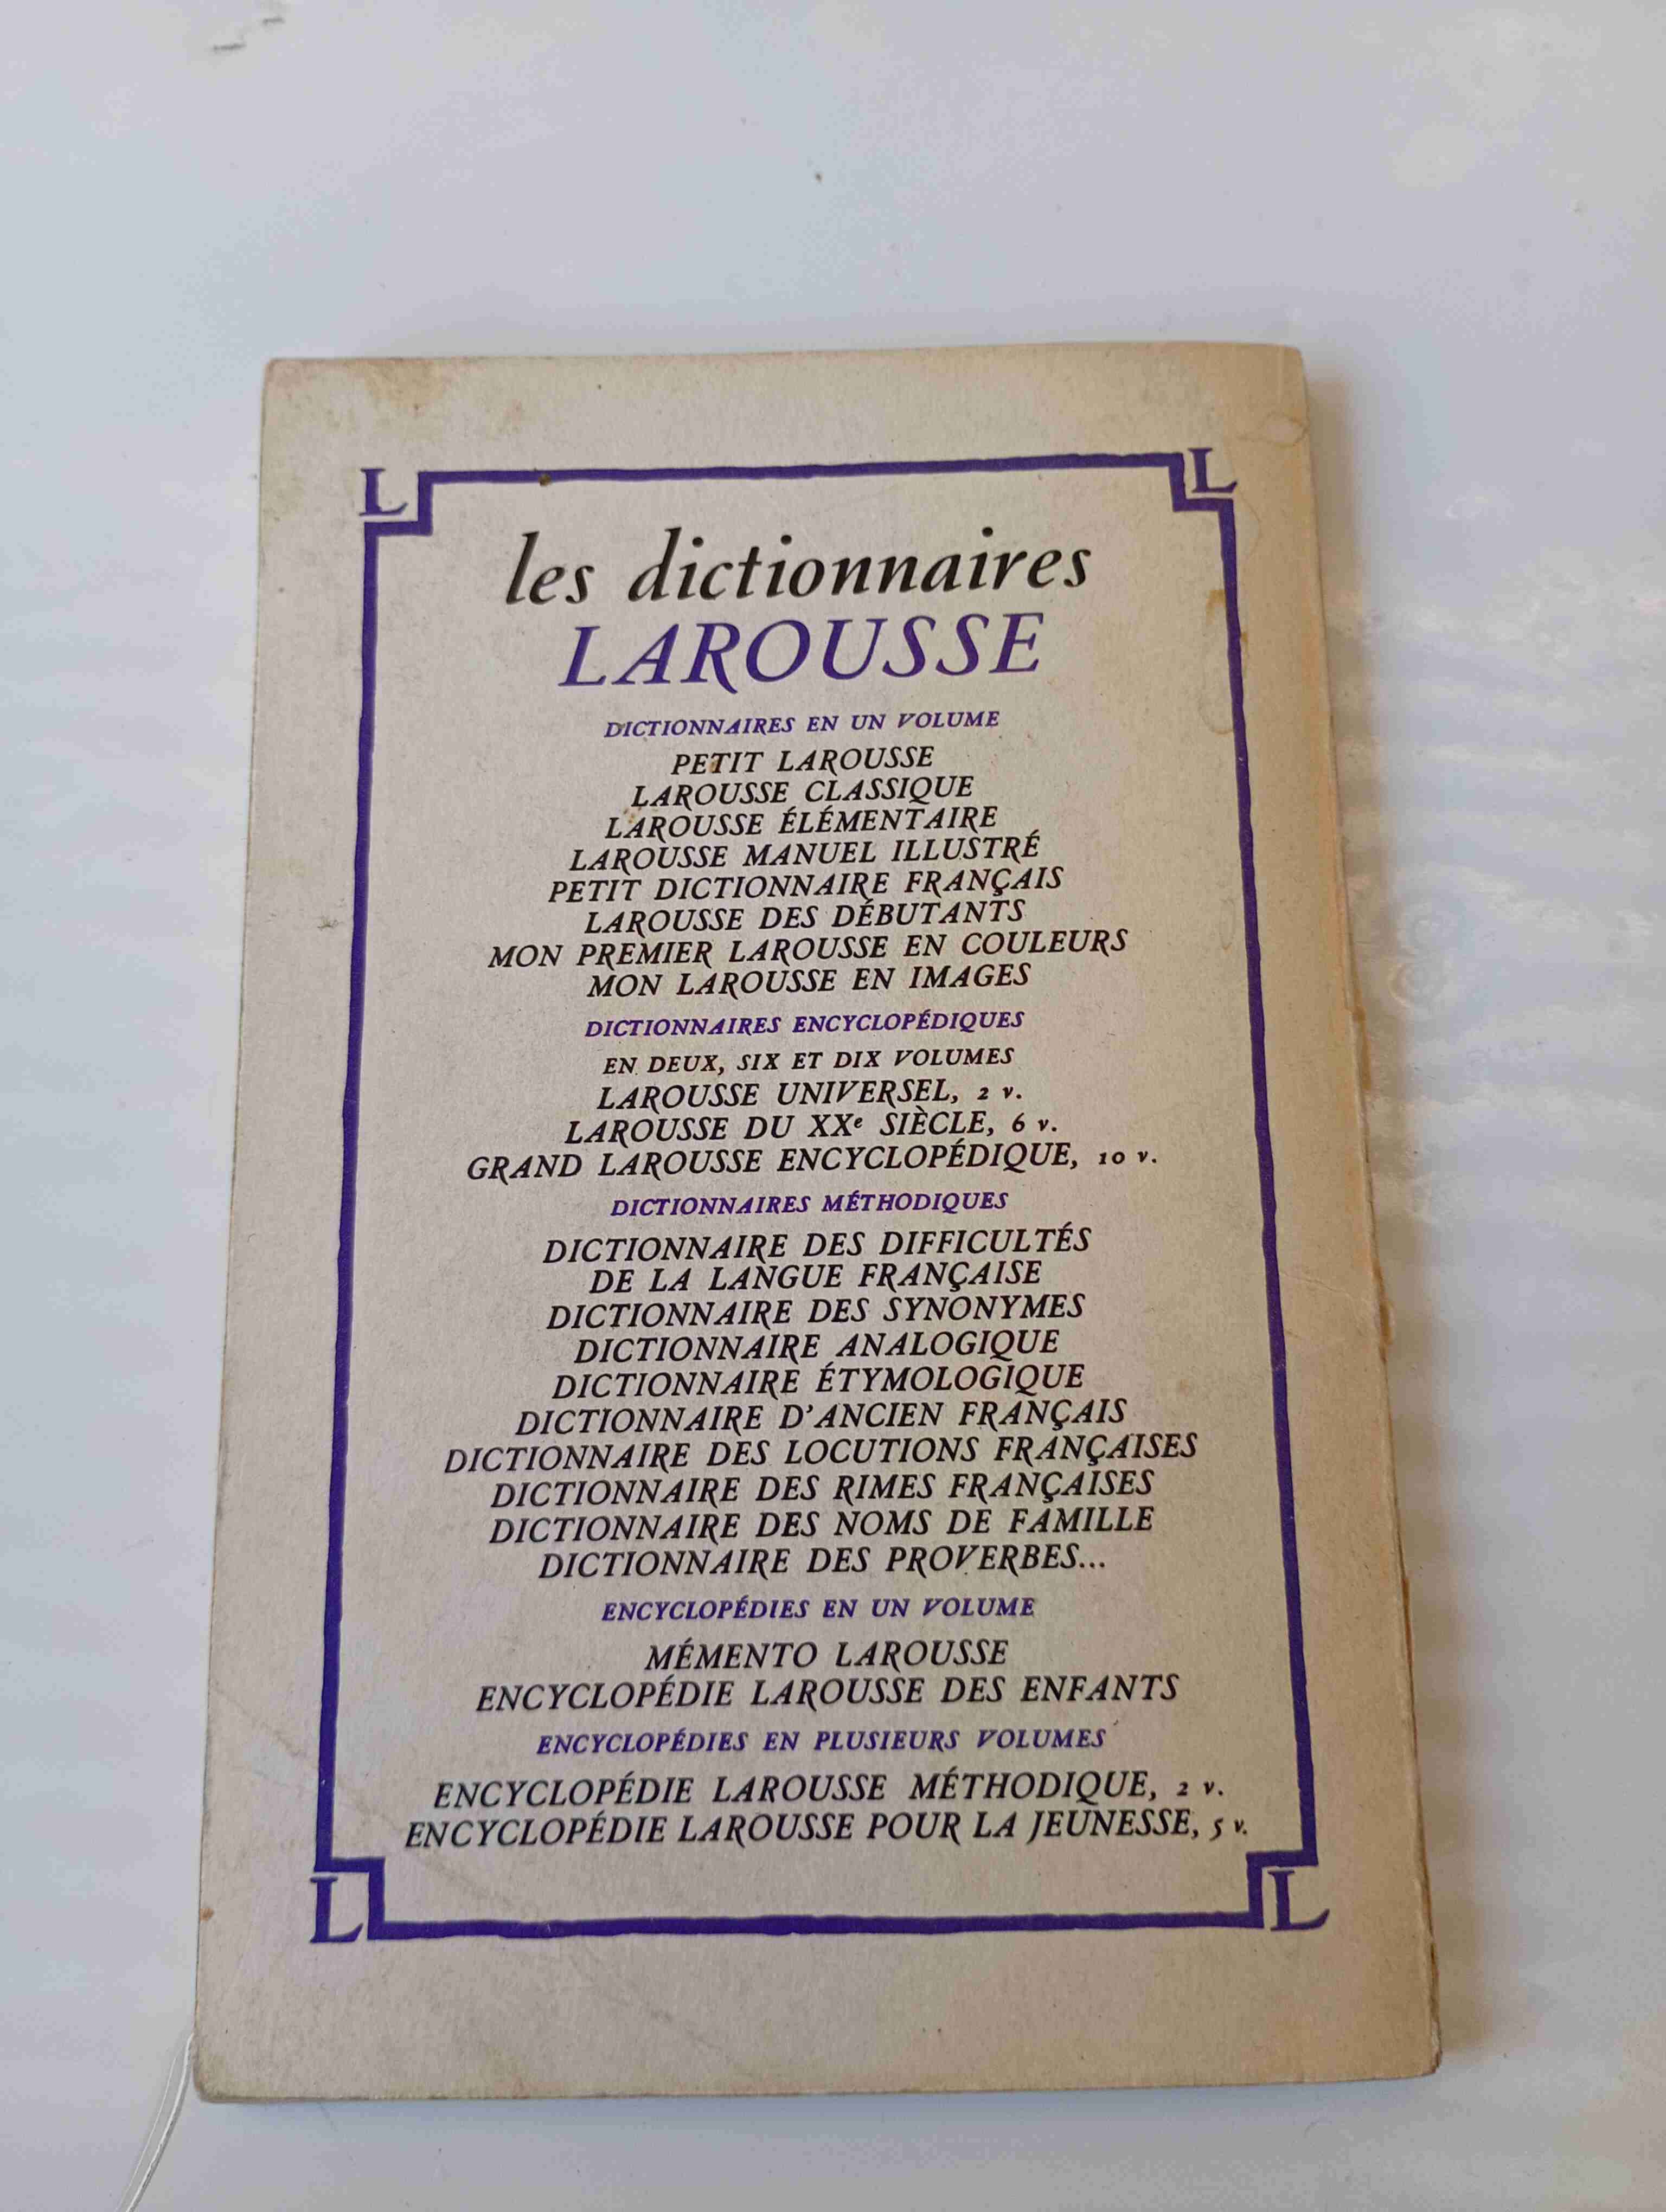 L L
les dictionnaires
LAROUSSE
DICTIONNAIRES EN UN VOLUME
PETIT LAROUSSE
LAROUSSE CLASSIQUE
LAROUSSE ÉLÉMENTAIRE
LAROUSSE MANUEL ILLUSTRÉ
PETIT DICTIONNAIRE FRANÇAIS
LAROUSSE DES DÉBUTANTS
MON PREMIER LAROUSSE EN COULEURS
MON LAROUSSE EN IMAGES
DICTIONNAIRES ENCYCLOPÉDIQUES
EN DEUX, SIX ET DIX VOLUMES
LAROUSSE UNIVERSEL, 2 v.
LAROUSSE DU XXe SIÈCLE, 6 v.
GRAND LAROUSSE ENCYCLOPÉDIQUE, 10 v.
DICTIONNAIRES MÉTHODIQUES
DICTIONNAIRE DES DIFFICULTÉS
DE LA LANGUE FRANÇAISE
DICTIONNAIRE DES SYNONYMES
DICTIONNAIRE ANALOGIQUE
DICTIONNAIRE ÉTYMOLOGIQUE
DICTIONNAIRE D'ANCIEN FRANÇAIS
DICTIONNAIRE DES LOCUTIONS FRANÇAISES
DICTIONNAIRE DES RIMES FRANÇAISES
DICTIONNAIRE DES NOMS DE FAMILLE
DICTIONNAIRE DES PROVERBES...
ENCYCLOPÉDIES EN UN VOLUME
MÉMENTO LAROUSSE
ENCYCLOPÉDIE LAROUSSE DES ENFANTS
ENCYCLOPÉDIES EN PLUSIEURS VOLUMES
ENCYCLOPÉDIE LAROUSSE MÉTHODIQUE, 2 v.
ENCYCLOPÉDIE LAROUSSE POUR LA JEUNESSE, 5 v.
L L